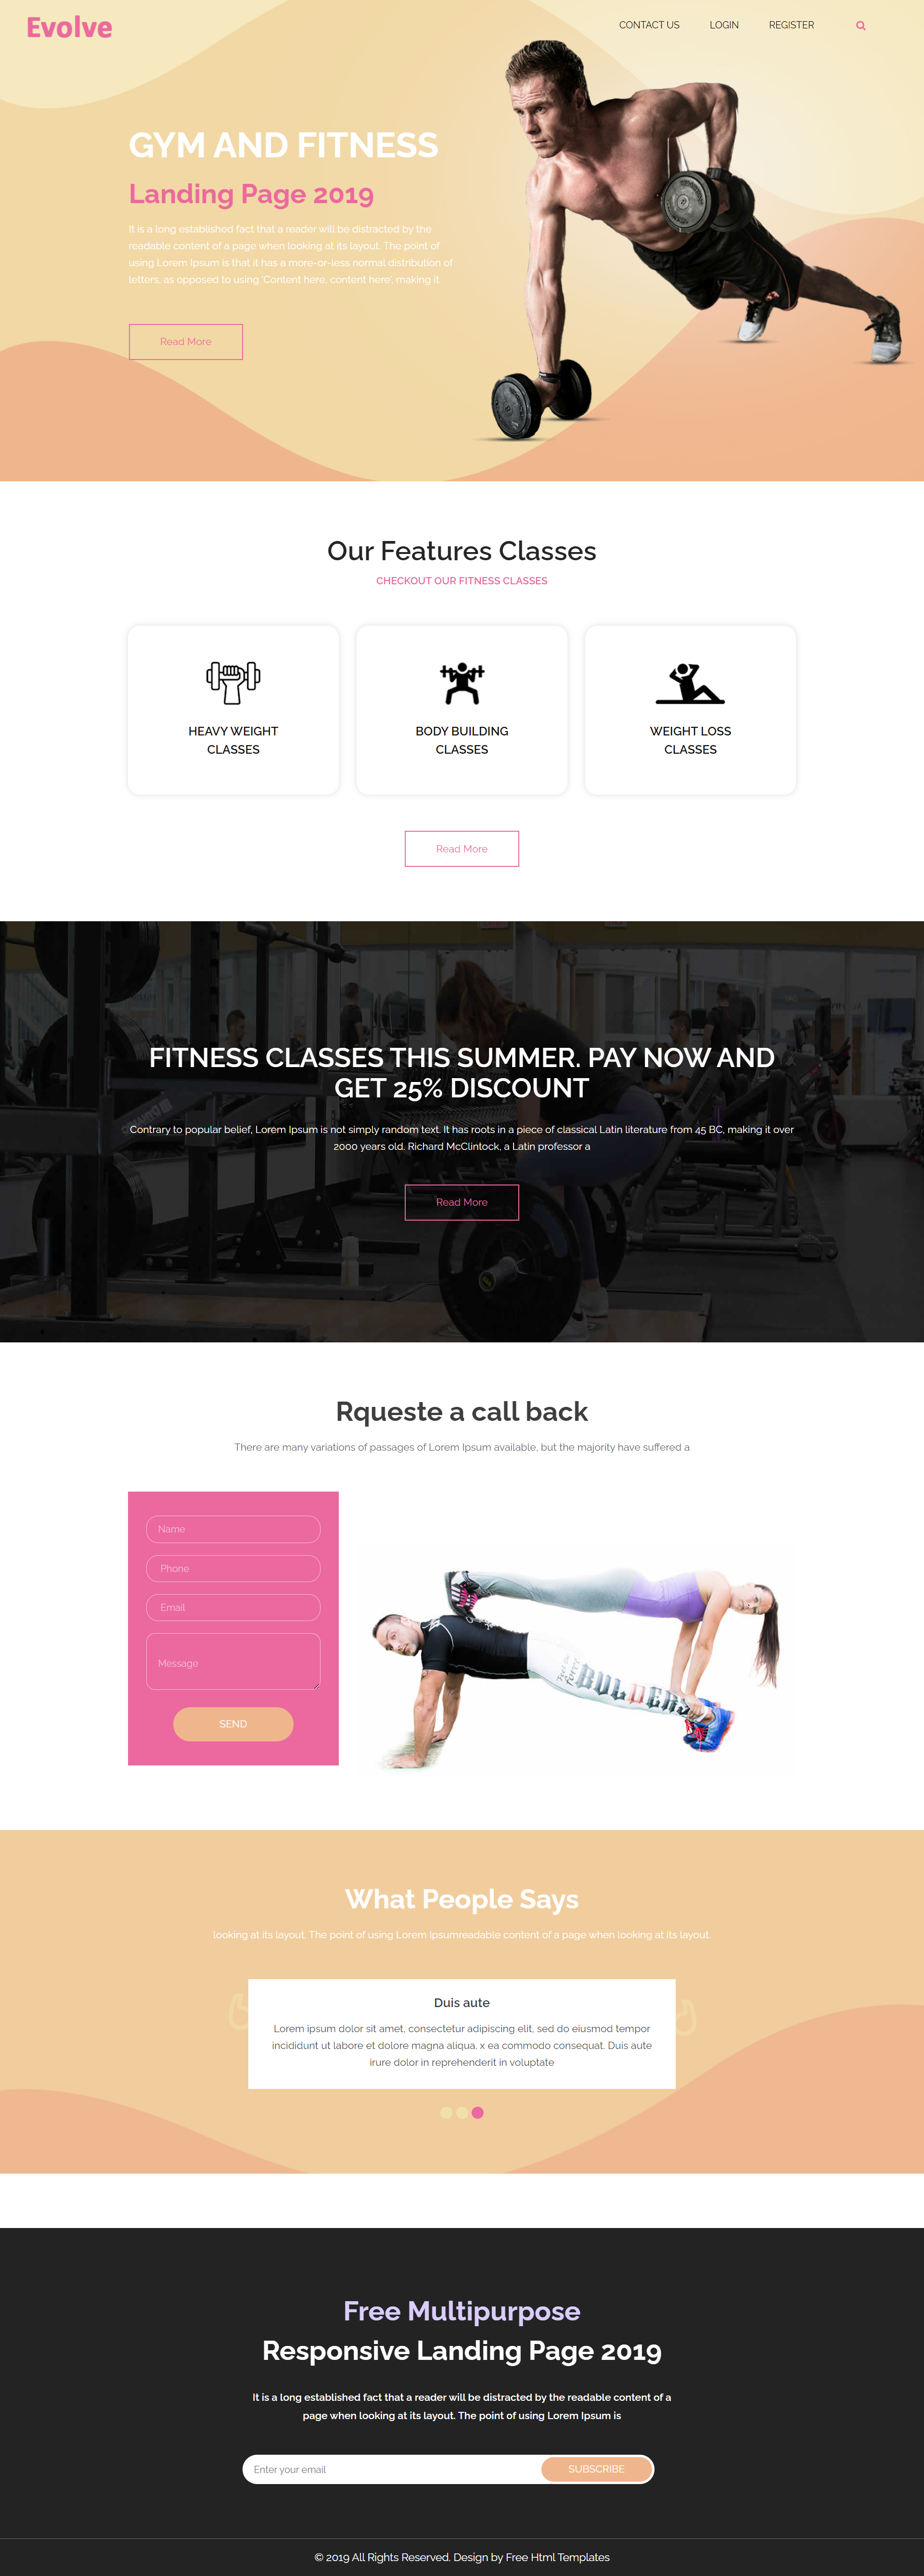 Evolve
CONTACT US
LOGIN
REGISTER
GYM AND FITNESS
Landing Page 2019
It is a long established fact that a reader will be distracted by the
readable content of a page when looking at its layout. The point of
using Lorem Ipsum is that it has a more-or-less normal distribution of
letters, as opposed to using 'Content here, content here', making it
Read More
Our Features Classes
CHECKOUT OUR FITNESS CLASSES
HEAVY WEIGHT
CLASSES
BODY BUILDING
CLASSES
WEIGHT LOSS
CLASSES
Read More
FITNESS CLASSES THIS SUMMER. PAY NOW AND
GET 25% DISCOUNT
Contrary to popular belief, Lorem Ipsum is not simply random text. It has roots in a piece of classical Latin literature from 45 BC, making it over
2000 years old. Richard McClintock, a Latin professor a
Read More
Rqueste a call back
There are many variations of passages of Lorem Ipsum available, but the majority have suffered a
Name
Phone
Email
Message
SEND
What People Says
looking at its layout. The point of using Lorem Ipsumreadable content of a page when looking at its layout.
Duis aute
Lorem ipsum dolor sit amet, consectetur adipiscing elit, sed do eiusmod tempor
incididunt ut labore et dolore magna aliqua. x ea commodo consequat. Duis aute
irure dolor in reprehenderit in voluptate
Free Multipurpose
Responsive Landing Page 2019
It is a long established fact that a reader will be distracted by the readable content of a
page when looking at its layout. The point of using Lorem Ipsum is
Enter your email
SUBSCRIBE
© 2019 All Rights Reserved. Design by Free Html Templates